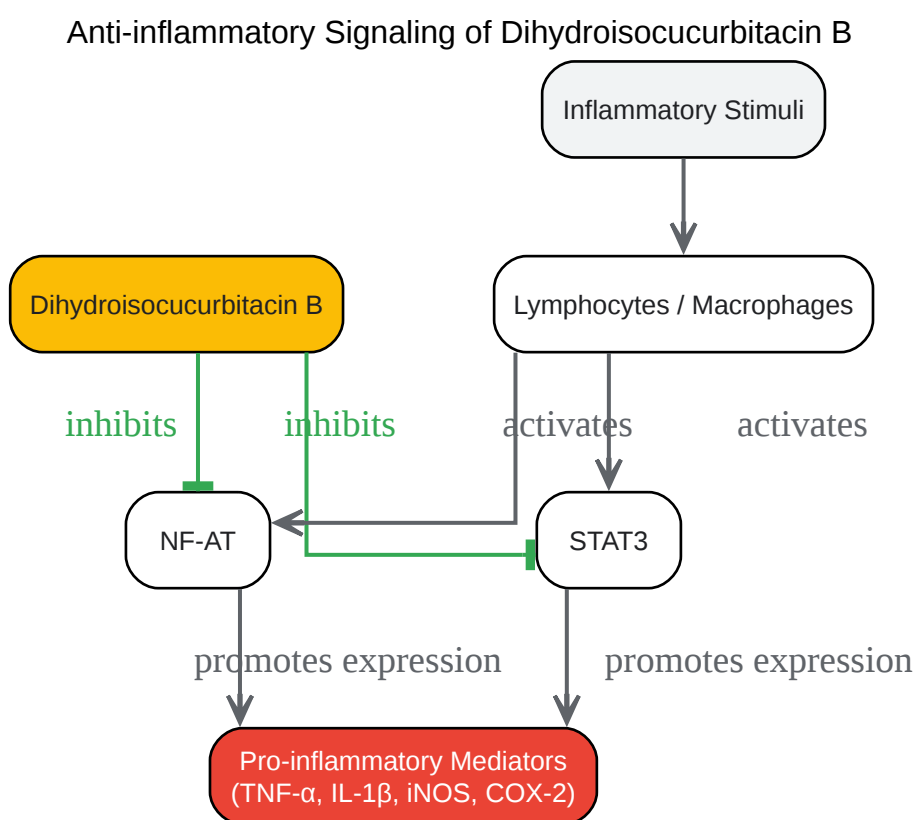 Anti-inflammatory Signaling of Dihydroisocucurbitacin B
Inflammatory Stimuli
Dihydroisocucurbitacin B
Lymphocytes / Macrophages
inhibits
inhibits
activates
activates
NF-AT
STAT3
promotes expression
promotes expression
Pro-inflammatory Mediators
(TNF-α, IL-1β, iNOS, COX-2)